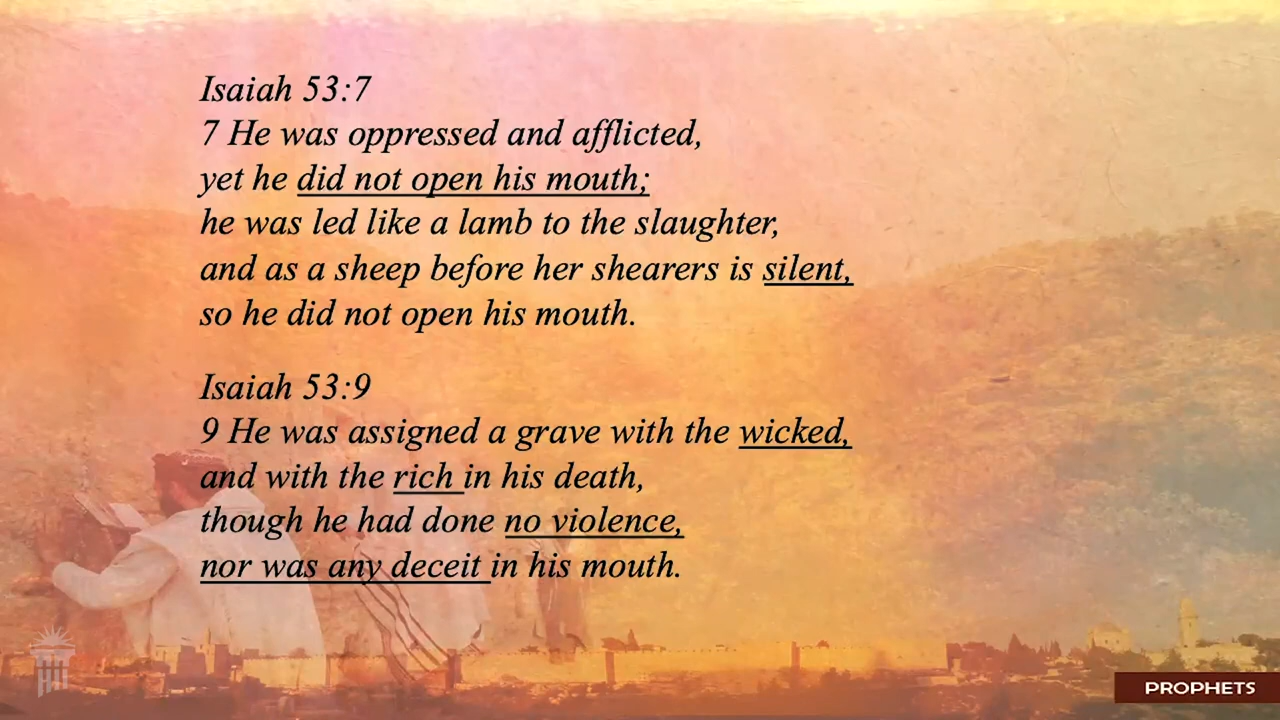 Isaiah 53:7
7 He was oppressed and afflicted,
yet he did not open his mouth;
he was led like a lamb to the slaughter,
and as a sheep before her shearers is silent,
so he did not open his mouth.
Isaiah 53:9
9 He was assigned a grave with the wicked,
and with the rich in his death,
though he had done no violence,
nor was any deceit in his mouth.
PROPHETS